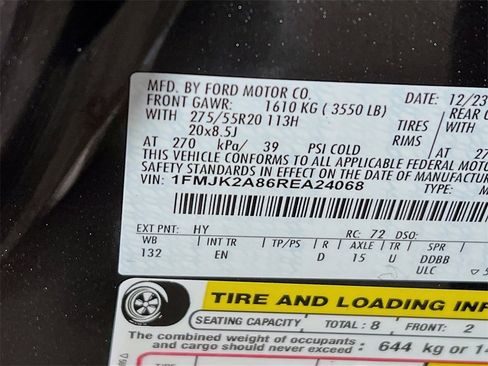 MFD. BY FORD MOTOR CO.
DATE: 12/23
FRONT GAWR: 1610 KG ( 3550 LB)
REAR
WITH 275/55R20 113H TIRES WITH
20x8.5J RIMS
AT 270 kPa/ 39 PSI COLD AT 27
THIS VEHICLE CONFORMS TO ALL APPLICABLE FEDERAL MOTOR
SAFETY STANDARDS IN EFFECT ON THE DATE OF MANUFACTURE
VIN: 1FMJK2A86REA24068 TYPE:
EXT PNT: HY RC: 72 DSO:
WB INT TR TP/PS R AXLE TR SPR
132 EN D 15 U DDBB
ULC
TIRE AND LOADING
SEATING CAPACITY TOTAL: 8 FRONT: 2
The combined weight of occupants
and cargo should never exceed: 644 kg or